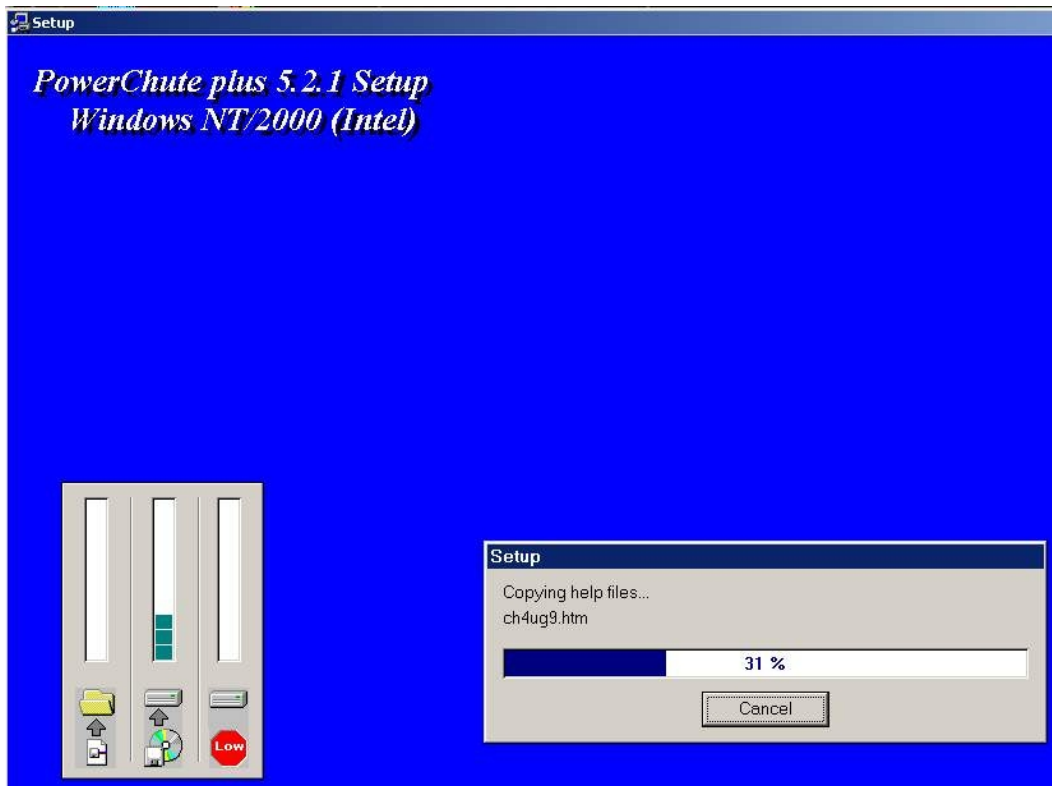 Setup
PowerChute plus 5.2.1 Setup
Windows NT/2000 (Intel)
Low
Setup
Copying help files...
ch4ug9.htm
31 %
Cancel